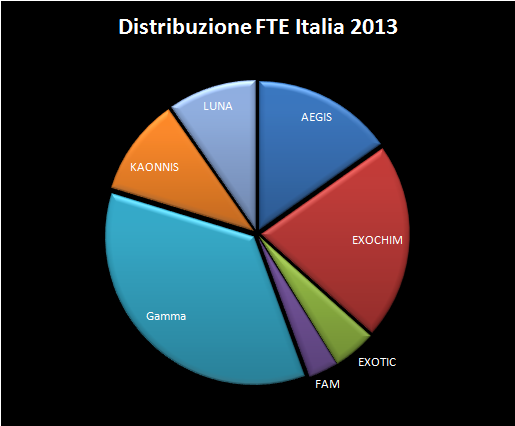 Distribuzione FTE Italia 2013
LUNA
AEGIS
KAONNIS
EXOCHIM
Gamma
EXOTIC
FAM